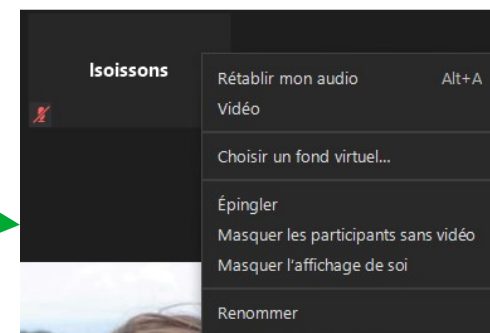 lsoissons
Rétablir mon audio Alt+A
Vidéo
Choisir un fond virtuel...
Épingler
Masquer les participants sans vidéo
Masquer l'affichage de soi
Renommer